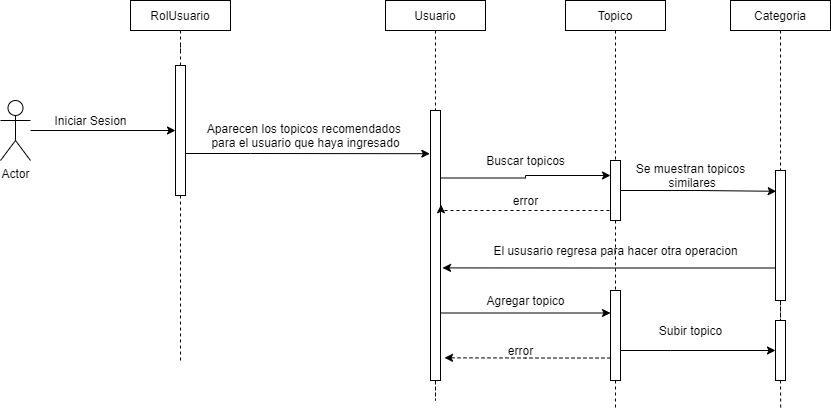 RolUsuario
Usuario
Topico
Categoria
Actor
Iniciar Sesion
Aparecen los topicos recomendados
para el usuario que haya ingresado
Buscar topicos
Se muestran topicos
similares
error
El ususario regresa para hacer otra operacion
Agregar topico
Subir topico
error